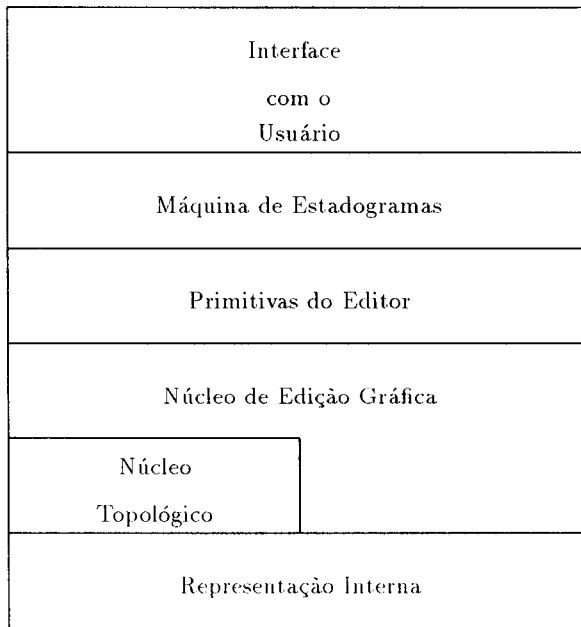 Interface
com o
Usuário
Máquina de Estadogramas
Primitivas do Editor
Núcleo de Edição Gráfica
Núcleo
Topológico
Representação Interna